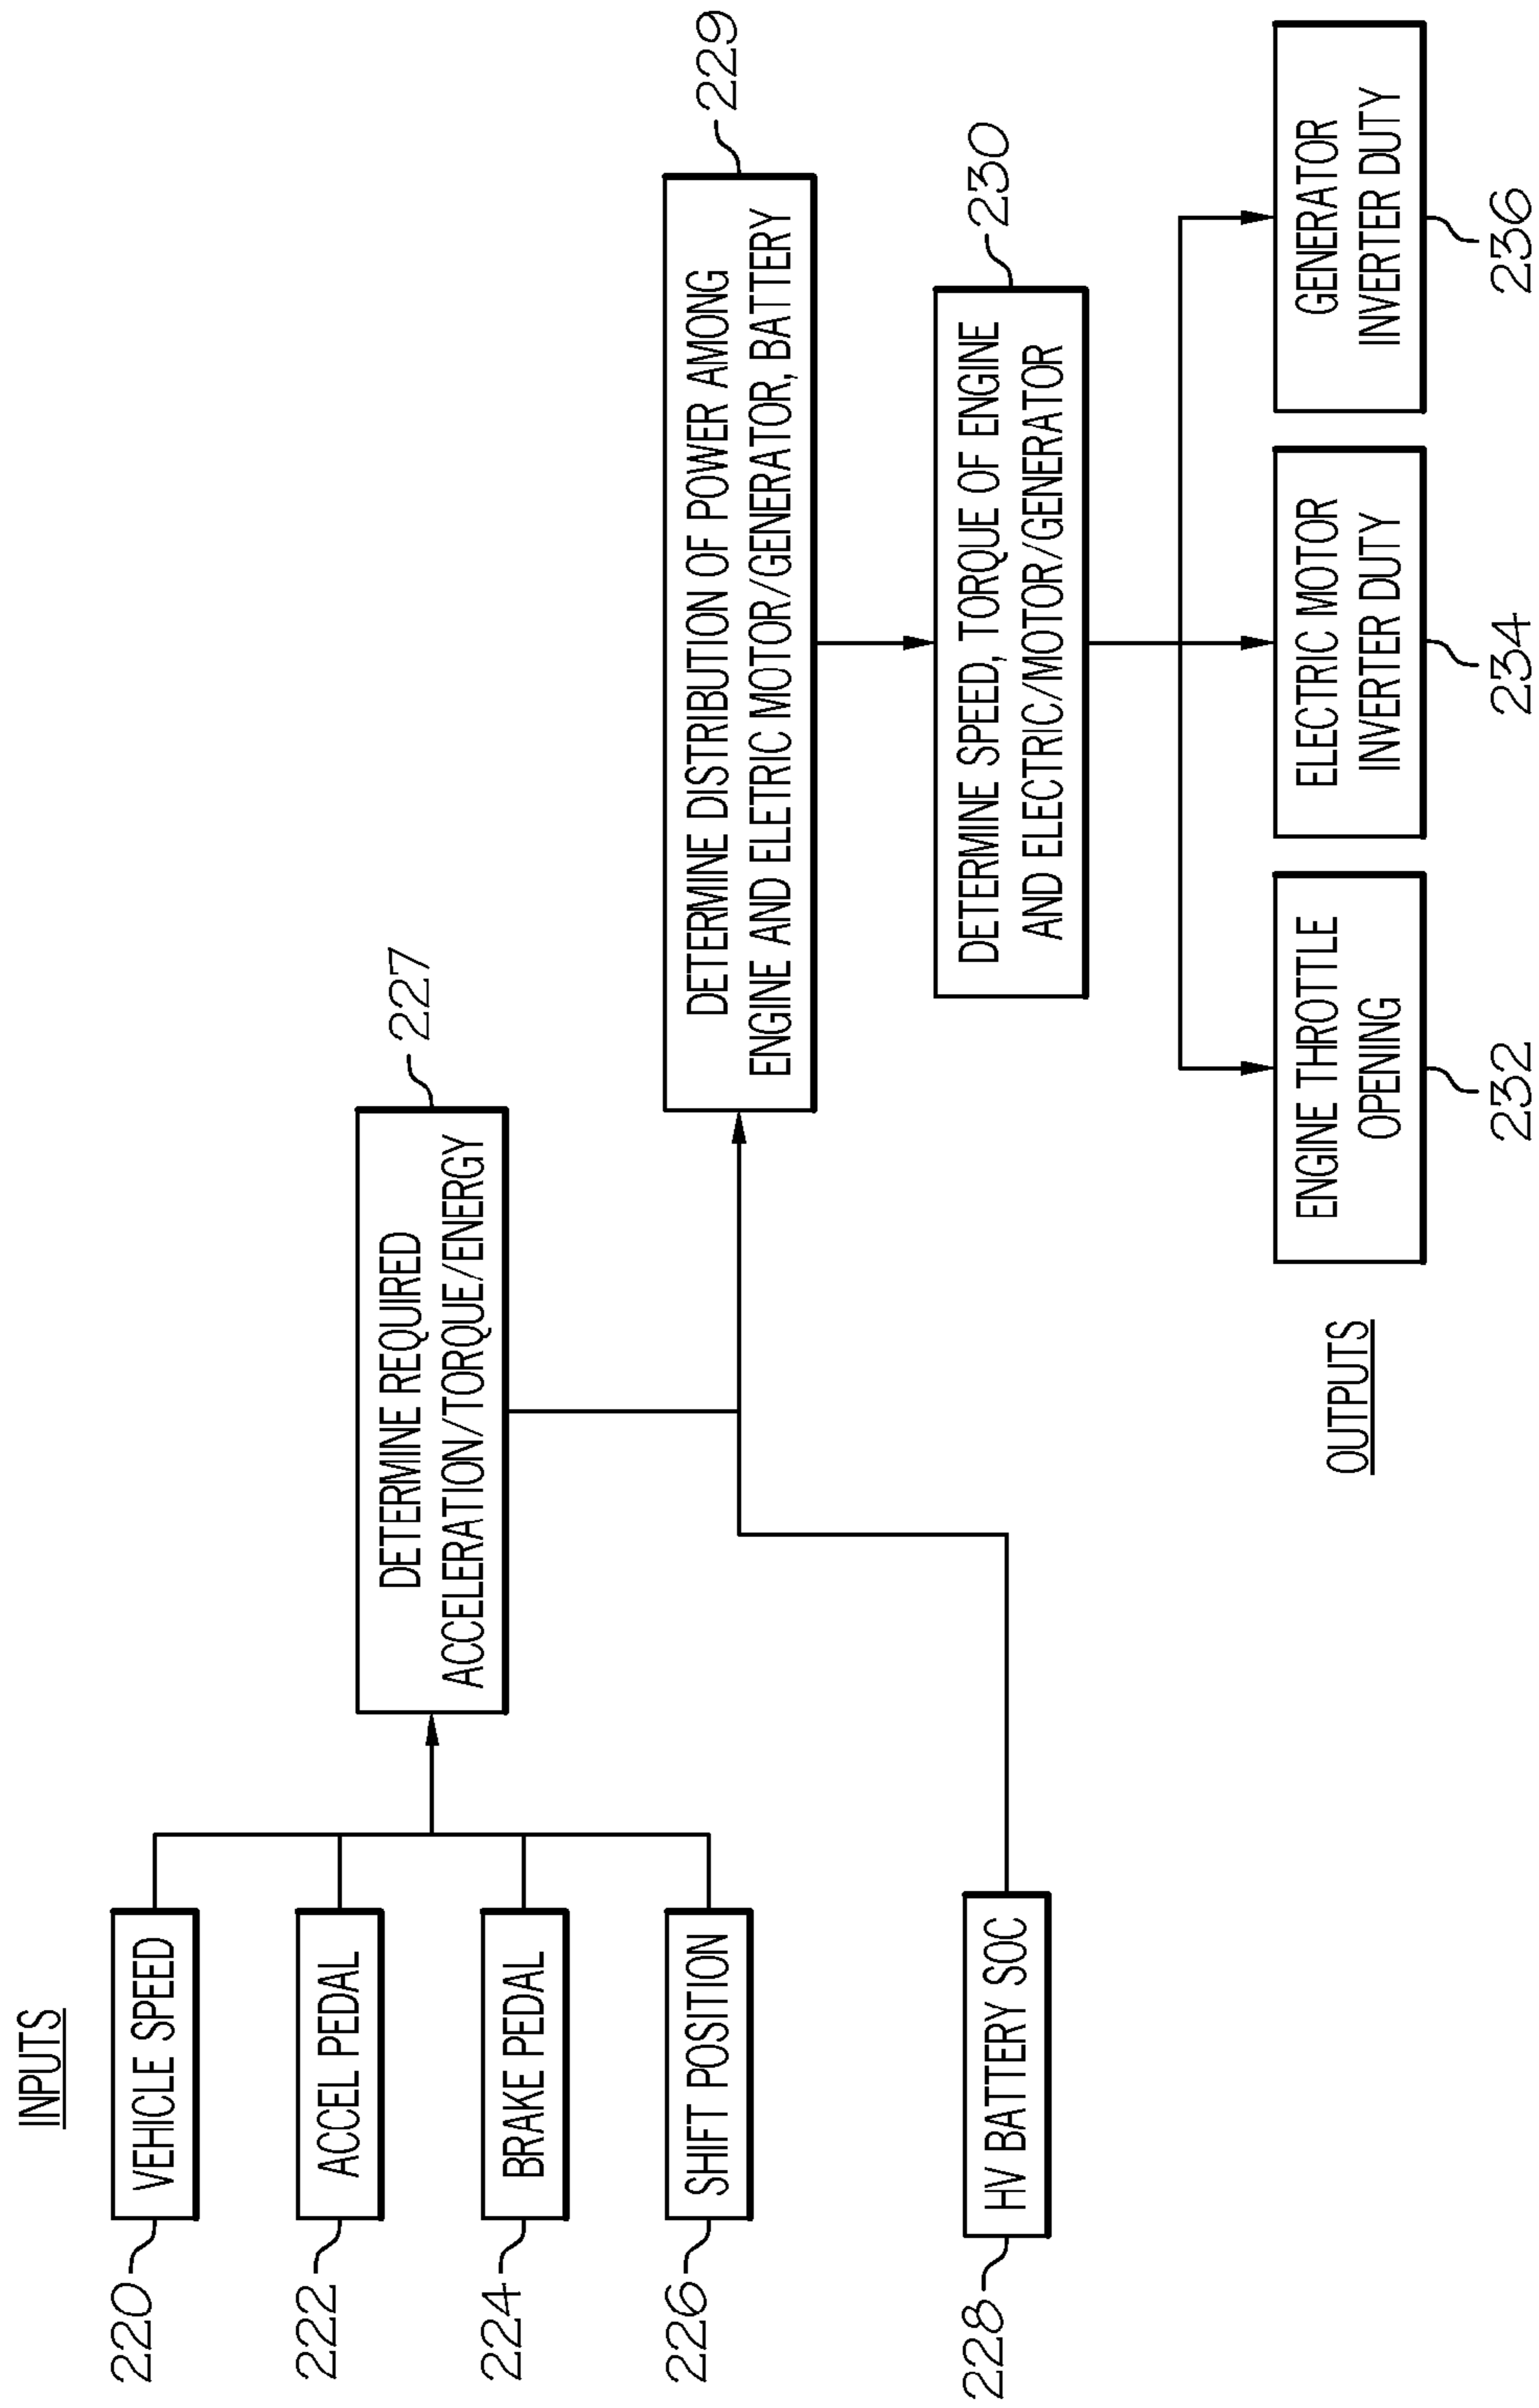 INPUTS
220
VEHICLE SPEED
222
ACCEL PEDAL
224
BRAKE PEDAL
226
SHIFT POSITION
228
HV BATTERY SOC
227
DETERMINE REQUIRED
ACCELERATION/TORQUE/ENERGY
229
DETERMINE DISTRIBUTION OF POWER AMONG
ENGINE AND ELETRIC MOTOR/GENERATOR, BATTERY
230
DETERMINE SPEED, TORQUE OF ENGINE
AND ELECTRIC/MOTOR/GENERATOR
OUTPUTS
ENGINE THROTTLE
OPENING
232
ELECTRIC MOTOR
INVERTER DUTY
234
GENERATOR
INVERTER DUTY
236